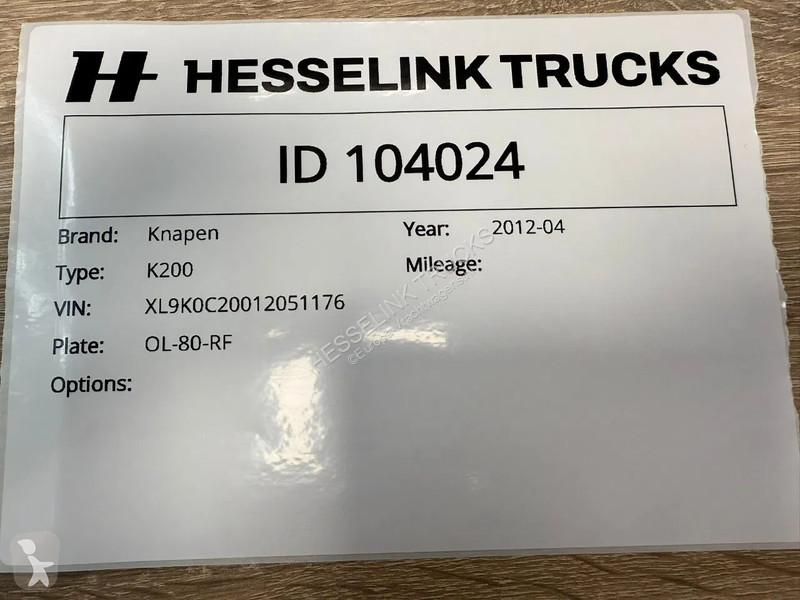 HESSELINK TRUCKS
ID 104024
Brand: Knapen Year: 2012-04
Type: K200 Mileage:
VIN: XL9K0C20012051176
Plate: OL-80-RF
Options:
HESSELINK TRUCKS